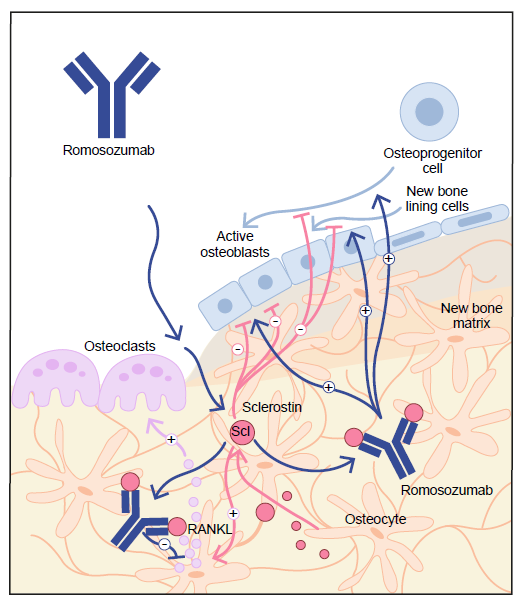 Romosozumab
Osteoprogenitor
cell
New bone
lining cells
Active
osteoblasts
+
New bone
matrix
+
-
-
-
Osteoclasts
+
Sclerostin
Scl
+
Romosozumab
+
RANKL
-
Osteocyte